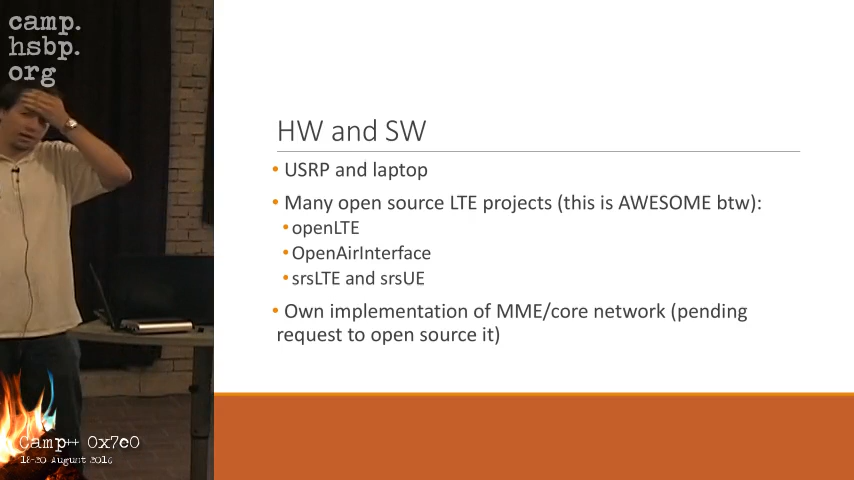 camp.
hsbp.
org
HW and SW
• USRP and laptop
• Many open source LTE projects (this is AWESOME btw):
• openLTE
• OpenAirInterface
• srsLTE and srsUE
• Own implementation of MME/core network (pending
request to open source it)
Camp++ 0x7e0
18-20 August 2016